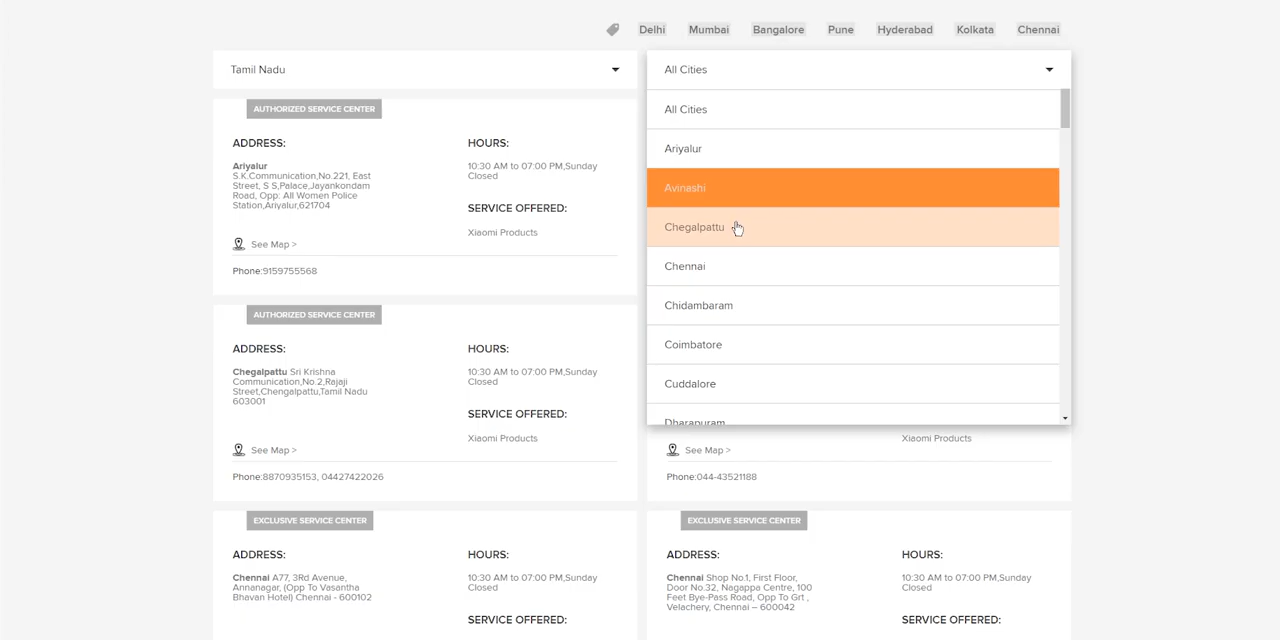 Delhi Mumbai Bangalore Pune Hyderabad Kolkata Chennai
Tamil Nadu
All Cities
All Cities
Ariyalur
Avinashi
Chegalpattu
Chennai
Chidambaram
Coimbatore
Cuddalore
Dharapuram
AUTHORIZED SERVICE CENTER
ADDRESS:
Ariyalur
S.K.Communication,No.221, East
Street, S S,Palace,Jayankondam
Road, Opp: All Women Police
Station,Ariyalur,621704
HOURS:
10:30 AM to 07:00 PM,Sunday
Closed
SERVICE OFFERED:
Xiaomi Products
See Map >
Phone:9159755568
AUTHORIZED SERVICE CENTER
ADDRESS:
Chegalpattu Sri Krishna
Communication,No.2,Rajaji
Street,Chengalpattu,Tamil Nadu
603001
HOURS:
10:30 AM to 07:00 PM,Sunday
Closed
SERVICE OFFERED:
Xiaomi Products
See Map >
Phone:8870935153, 04427422026
Xiaomi Products
See Map >
Phone:044-43521188
EXCLUSIVE SERVICE CENTER
ADDRESS:
Chennai A77, 3Rd Avenue,
Annanagar, (Opp To Vasantha
Bhavan Hotel) Chennai - 600102
HOURS:
10:30 AM to 07:00 PM,Sunday
Closed
SERVICE OFFERED:
EXCLUSIVE SERVICE CENTER
ADDRESS:
Chennai Shop No.1, First Floor,
Door No.32, Nagappa Centre, 100
Feet Bye-Pass Road, Opp To Grt ,
Velachery, Chennai – 600042
HOURS:
10:30 AM to 07:00 PM,Sunday
Closed
SERVICE OFFERED: